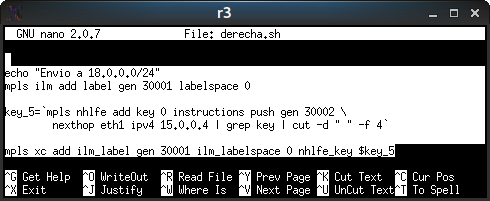 r3
GNU nano 2.0.7 File: derecha.sh
echo "Envio a 18.0.0.0/24"
mpls ilm add label gen 30001 labelspace 0
key_5=`mpls nhlfe add key 0 instructions push gen 30002 \
nexthop eth1 ipv4 15.0.0.4 | grep key | cut -d " " -f 4`
mpls xc add ilm_label gen 30001 ilm_labelspace 0 nhlfe_key $key_5
^G Get Help ^O WriteOut ^R Read File ^Y Prev Page ^K Cut Text ^C Cur Pos
^X Exit ^J Justify ^W Where Is ^V Next Page ^U UnCut Text ^T To Spell